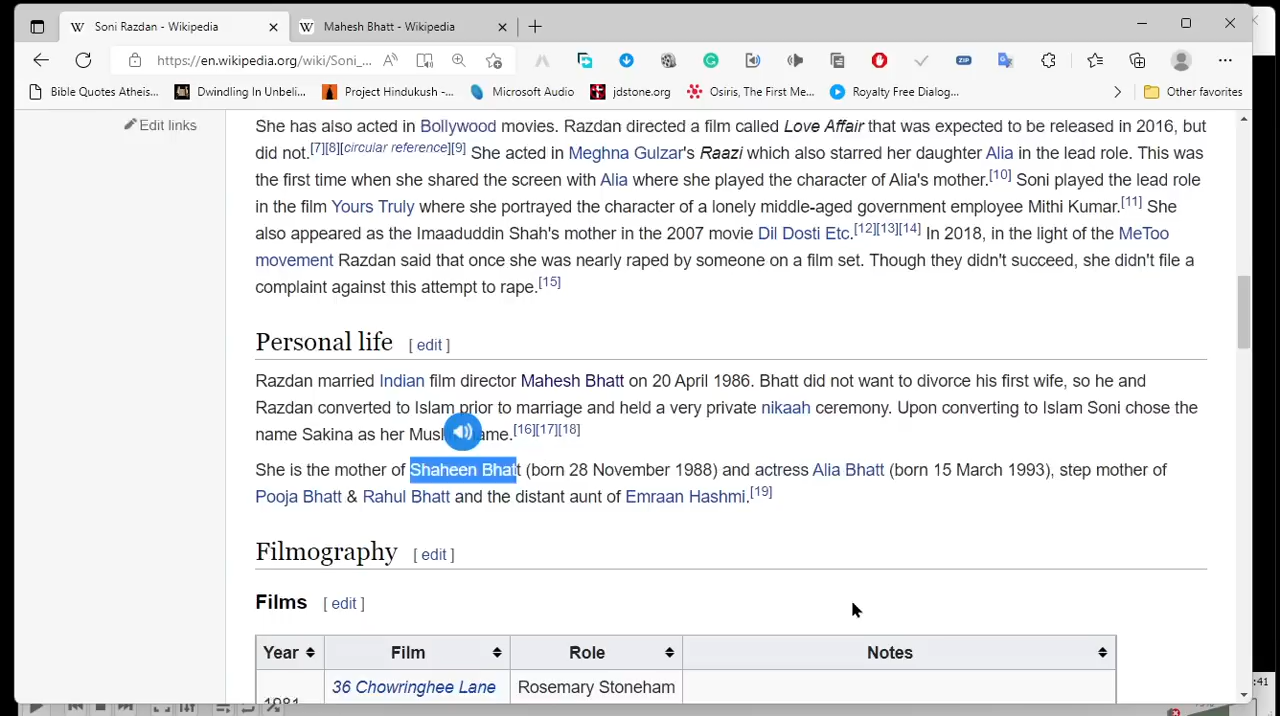 Soni Razdan - Wikipedia
Mahesh Bhatt - Wikipedia
https://en.wikipedia.org/wiki/Soni_...
Bible Quotes Atheis...
Dwindling In Unbeli...
Project Hindukush -...
Microsoft Audio
jdstone.org
Osiris, The First Me...
Royalty Free Dialog...
Other favorites
Edit links
She has also acted in Bollywood movies. Razdan directed a film called Love Affair that was expected to be released in 2016, but
did not.[7][8][circular reference][9] She acted in Meghna Gulzar's Raazi which also starred her daughter Alia in the lead role. This was
the first time when she shared the screen with Alia where she played the character of Alia's mother.[10] Soni played the lead role
in the film Yours Truly where she portrayed the character of a lonely middle-aged government employee Mithi Kumar.[11] She
also appeared as the Imaaduddin Shah's mother in the 2007 movie Dil Dosti Etc.[12][13][14] In 2018, in the light of the MeToo
movement Razdan said that once she was nearly raped by someone on a film set. Though they didn't succeed, she didn't file a
complaint against this attempt to rape.[15]
Personal life [ edit ]
Razdan married Indian film director Mahesh Bhatt on 20 April 1986. Bhatt did not want to divorce his first wife, so he and
Razdan converted to Islam prior to marriage and held a very private nikaah ceremony. Upon converting to Islam Soni chose the
name Sakina as her Mus ame.[16][17][18]
She is the mother of Shaheen Bhatt (born 28 November 1988) and actress Alia Bhatt (born 15 March 1993), step mother of
Pooja Bhatt & Rahul Bhatt and the distant aunt of Emraan Hashmi.[19]
Filmography [ edit ]
Films [ edit ]
Year Film Role Notes
36 Chowringhee Lane Rosemary Stoneham
1981
:41
ZIP